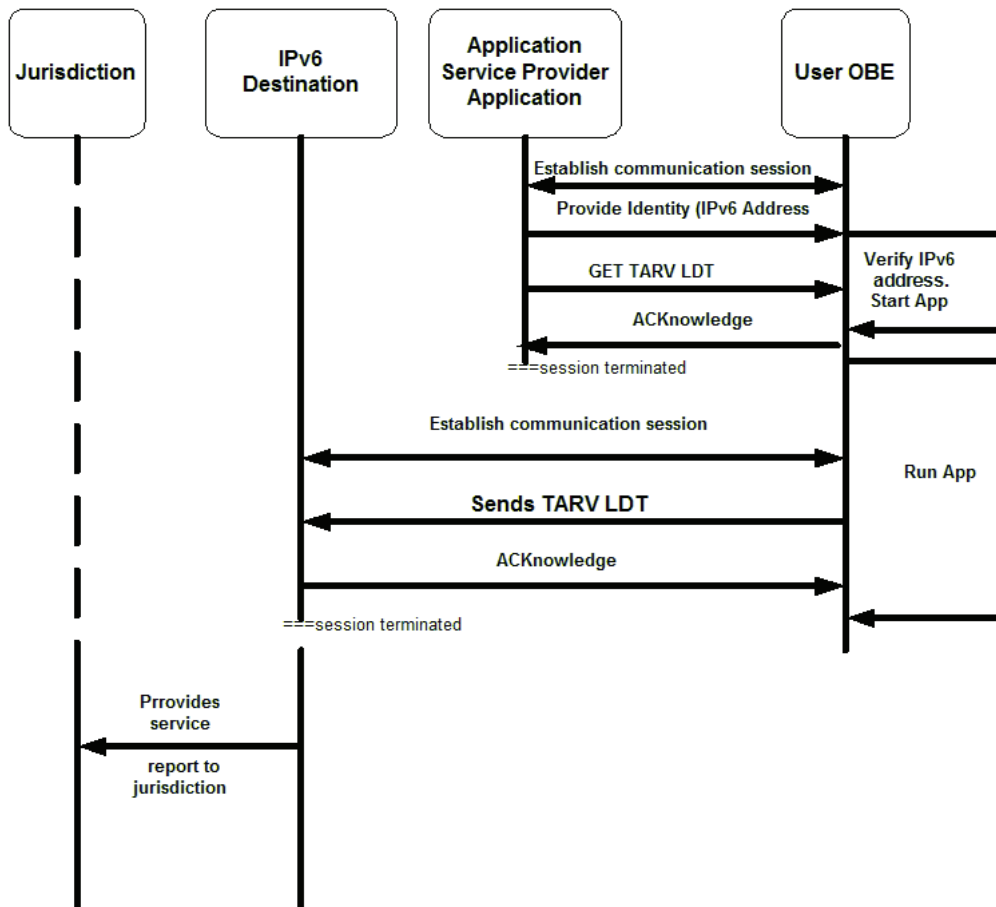 Jurisdiction
IPv6
Destination
Application
Service Provider
Application
User OBE
Establish communication session
Provide Identity (IPv6 Address
GET TARV LDT
Verify IPv6
address.
Start App
ACKnowledge
===session terminated
Establish communication session
Run App
Sends TARV LDT
ACKnowledge
===session terminated
Prrovides
service
report to
jurisdiction